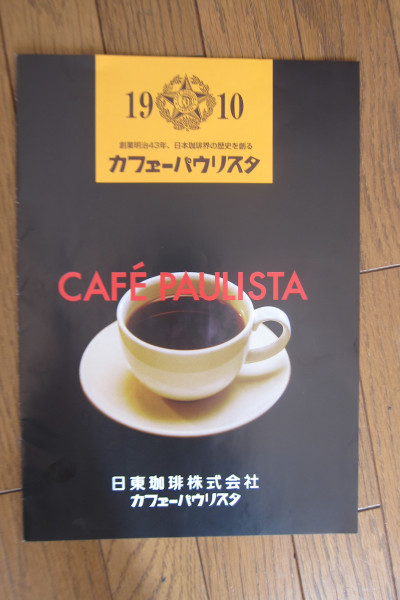 19 10
創業明治43年、日本珈琲界の歴史を創る
カフェーパウリスタ
CAFÉ PAULISTA
日東珈琲株式会社
カフェーパウリスタ